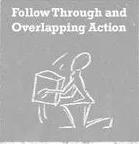 Follow Through and
Overlapping Action